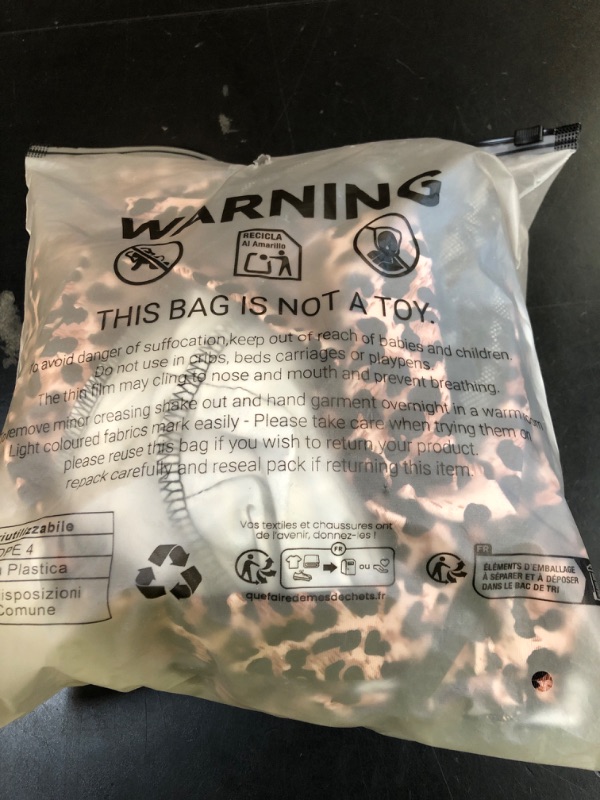 WARNING
RECICLA
Al Amarillo
THIS BAG IS NOT A TOY.
To avoid danger of suffocation,keep out of reach of babies and children.
Do not use in cribs, beds carriages or playpens.
The thin film may cling to nose and mouth and prevent breathing.
remove minor creasing shake out and hand garment overnight in a warm
Light coloured fabrics mark easily - Please take care when trying them on
please reuse this bag if you wish to return your product.
repack carefully and reseal pack if returning this item.
Plastica
Comune
Vos textiles et chaussures ont
de l'avenir, donnez-les !
FR
OU
quefairedemesdechets.fr
FR
ÉLÉMENTS D'EMBALLAGE
À SÉPARER ET À DÉPOSER
DANS LE BAC DE TRI